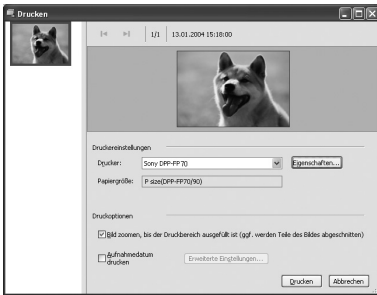 Drucken
1/1 13.01.2004 15:18:00
Druckereinstellungen
Drucker: Sony DPP-FP70 Eigenschaften...
Papiergröße: P size(DPP-FP70/90)
Druckoptionen
Bild zoomen, bis der Druckbereich ausgefüllt ist (ggf. werden Teile des Bildes abgeschnitten)
Aufnahmedatum
drucken Erweiterte Eingtellungen...
Drucken Abbrechen